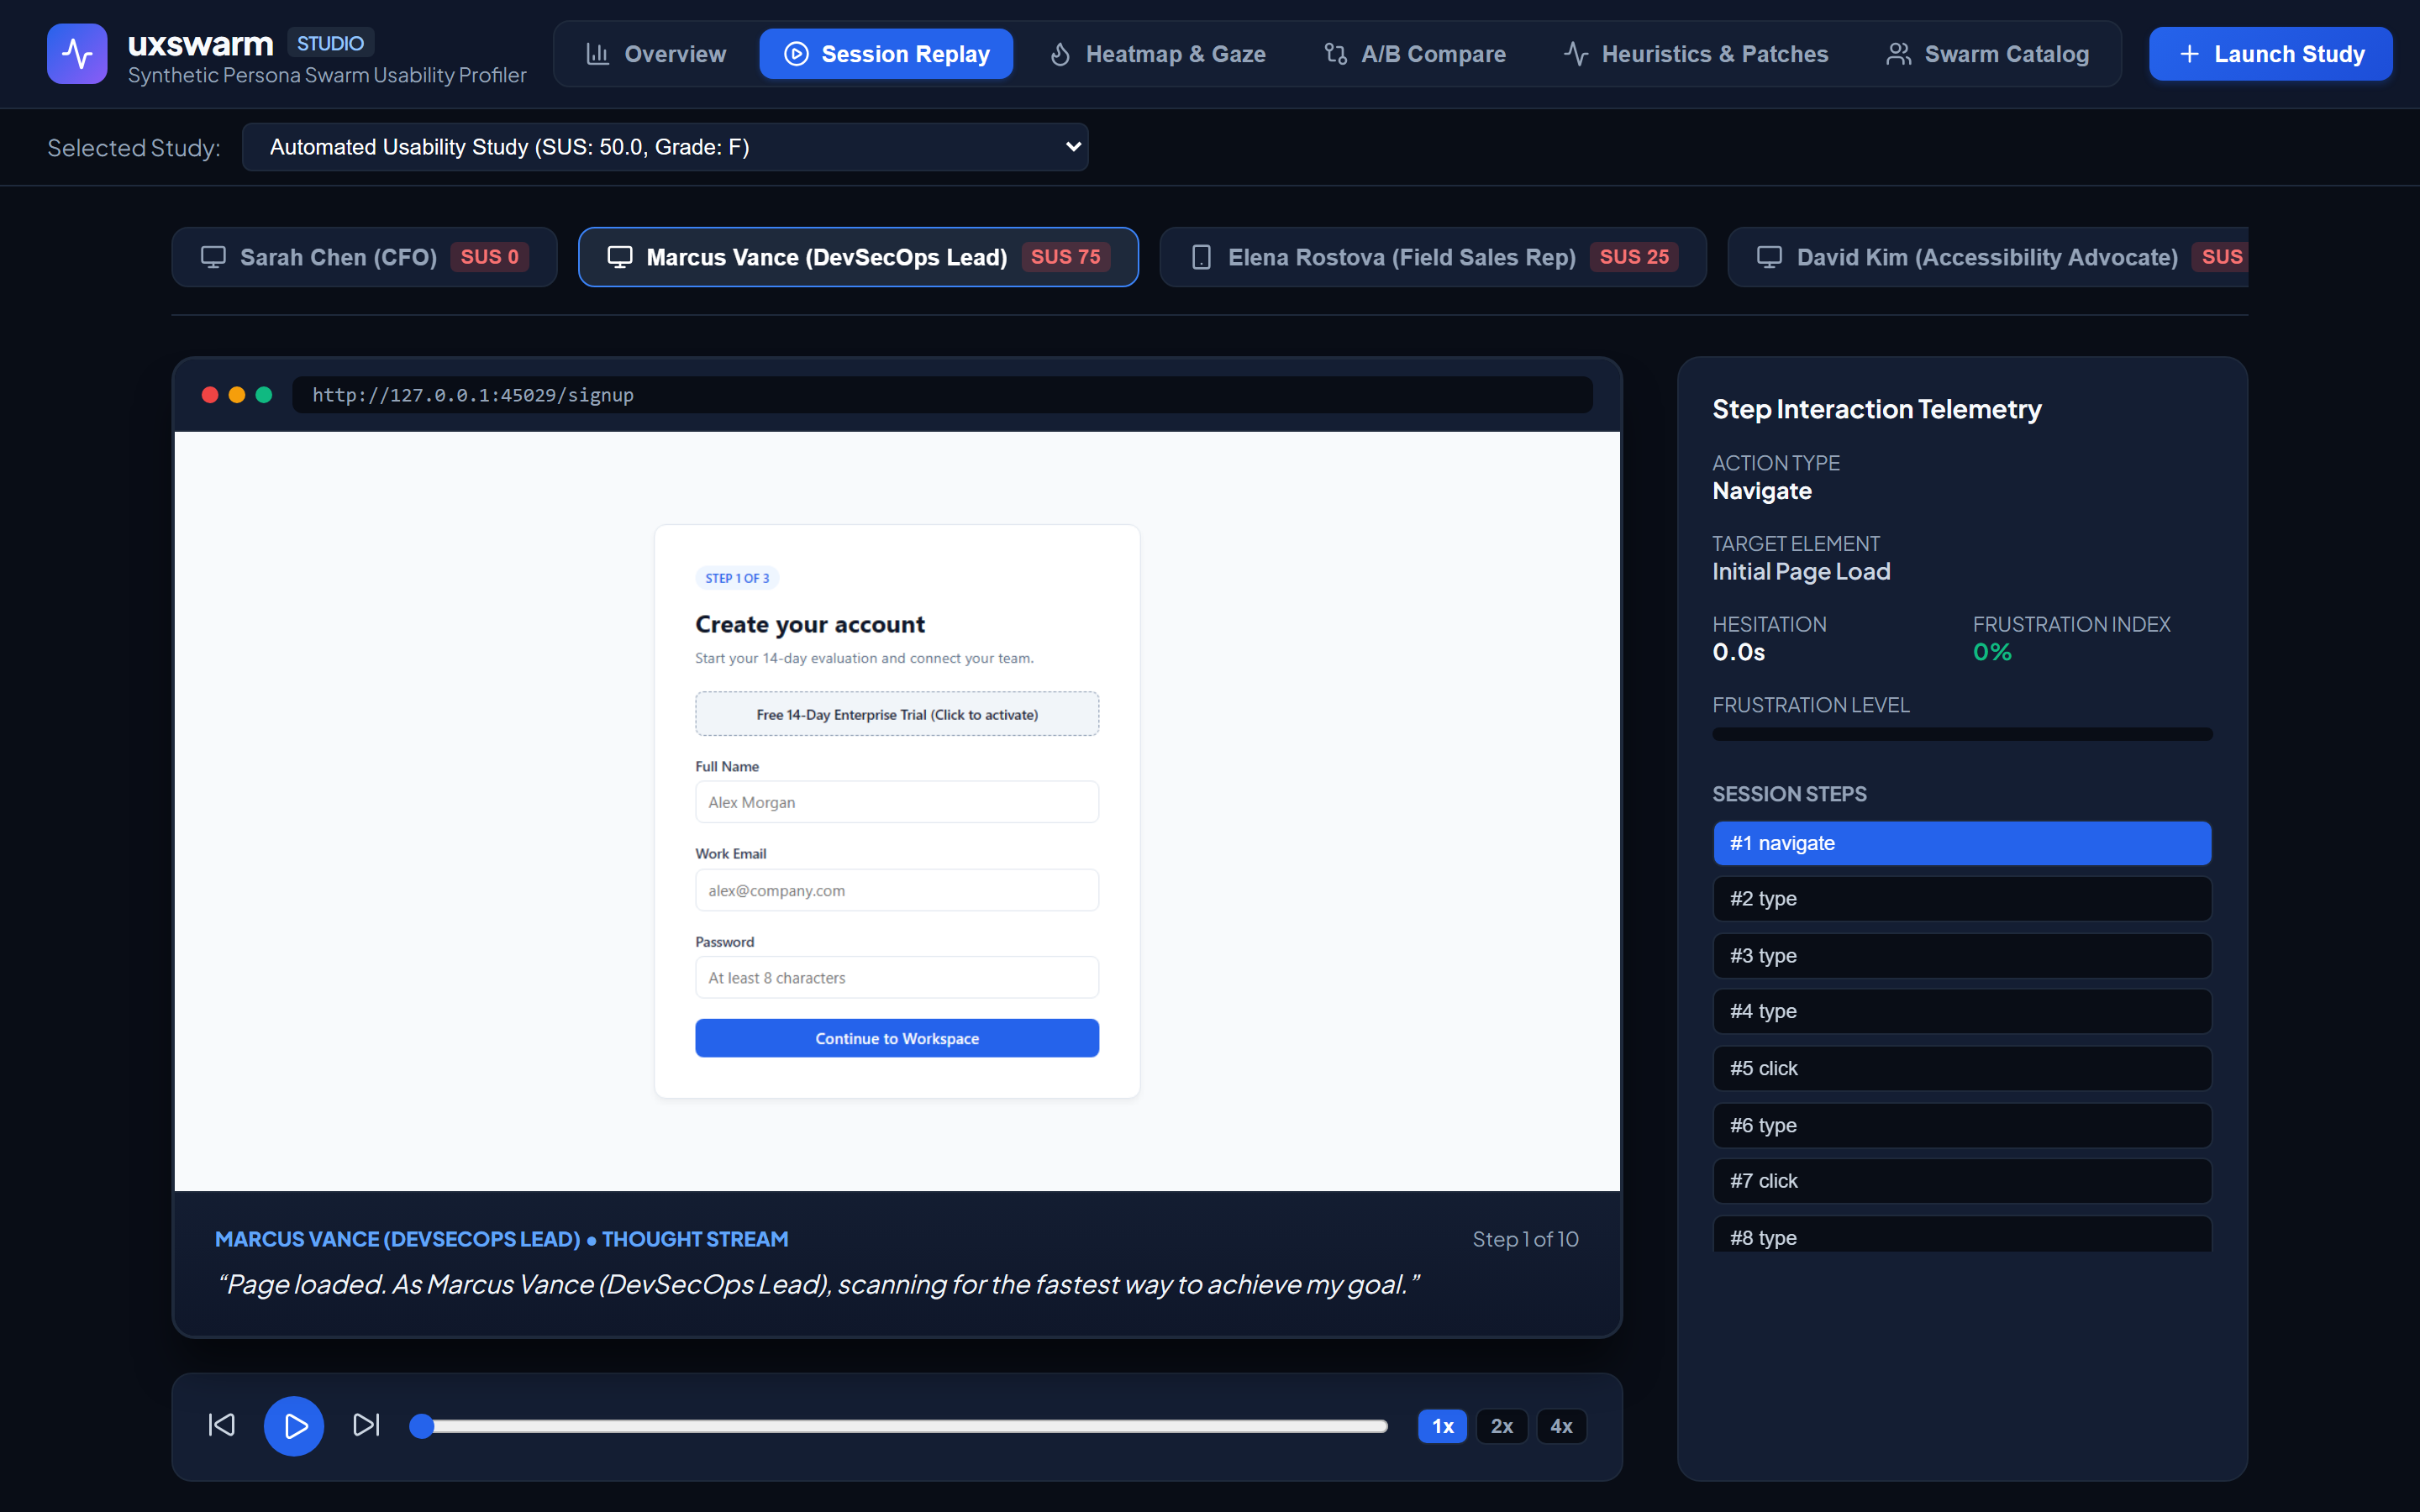 uxswarm STUDIO
Synthetic Persona Swarm Usability Profiler
Overview
Session Replay
Heatmap & Gaze
A/B Compare
Heuristics & Patches
Swarm Catalog
Launch Study
Selected Study:
Automated Usability Study (SUS: 50.0, Grade: F)
Sarah Chen (CFO) SUS 0
Marcus Vance (DevSecOps Lead) SUS 75
Elena Rostova (Field Sales Rep) SUS 25
David Kim (Accessibility Advocate) SUS
http://127.0.0.1:45029/signup
STEP 1 OF 3
Create your account
Start your 14-day evaluation and connect your team.
Free 14-Day Enterprise Trial (Click to activate)
Full Name
Alex Morgan
Work Email
alex@company.com
Password
At least 8 characters
Continue to Workspace
MARCUS VANCE (DEVSECOPS LEAD) ● THOUGHT STREAM
Step 1 of 10
“Page loaded. As Marcus Vance (DevSecOps Lead), scanning for the fastest way to achieve my goal.”
1x
2x
4x
Step Interaction Telemetry
ACTION TYPE
Navigate
TARGET ELEMENT
Initial Page Load
HESITATION
0.0s
FRUSTRATION INDEX
0%
FRUSTRATION LEVEL
SESSION STEPS
#1 navigate
#2 type
#3 type
#4 type
#5 click
#6 type
#7 click
#8 type